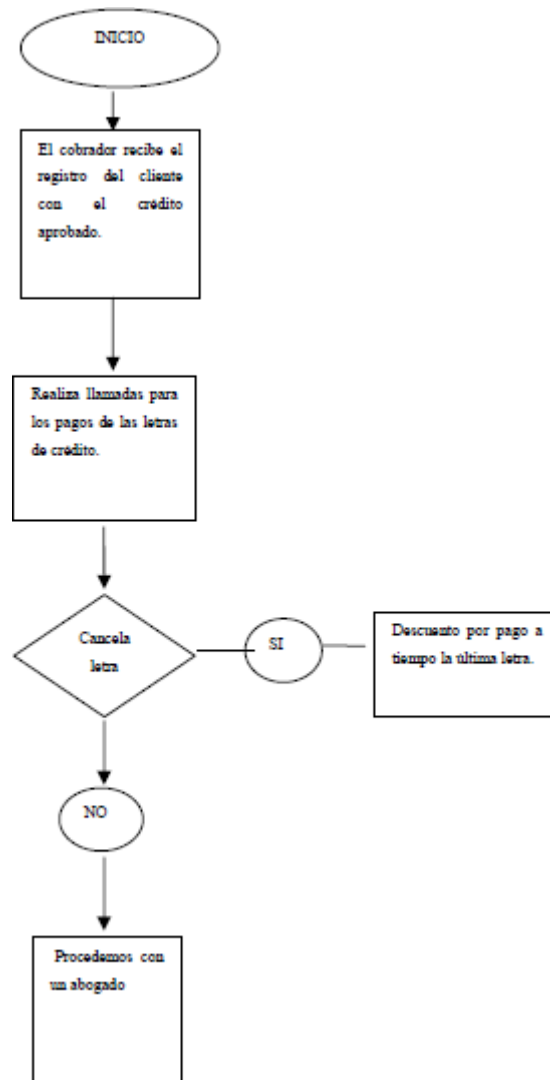 INICIO
El cobrador recibe el
registro del cliente
con el crédito
aprobado.
Realiza llamadas para
los pagos de las letras
de crédito.
Cancela
letra
SI
Descuento por pago a
tiempo la última letra.
NO
Procedemos con
un abogado